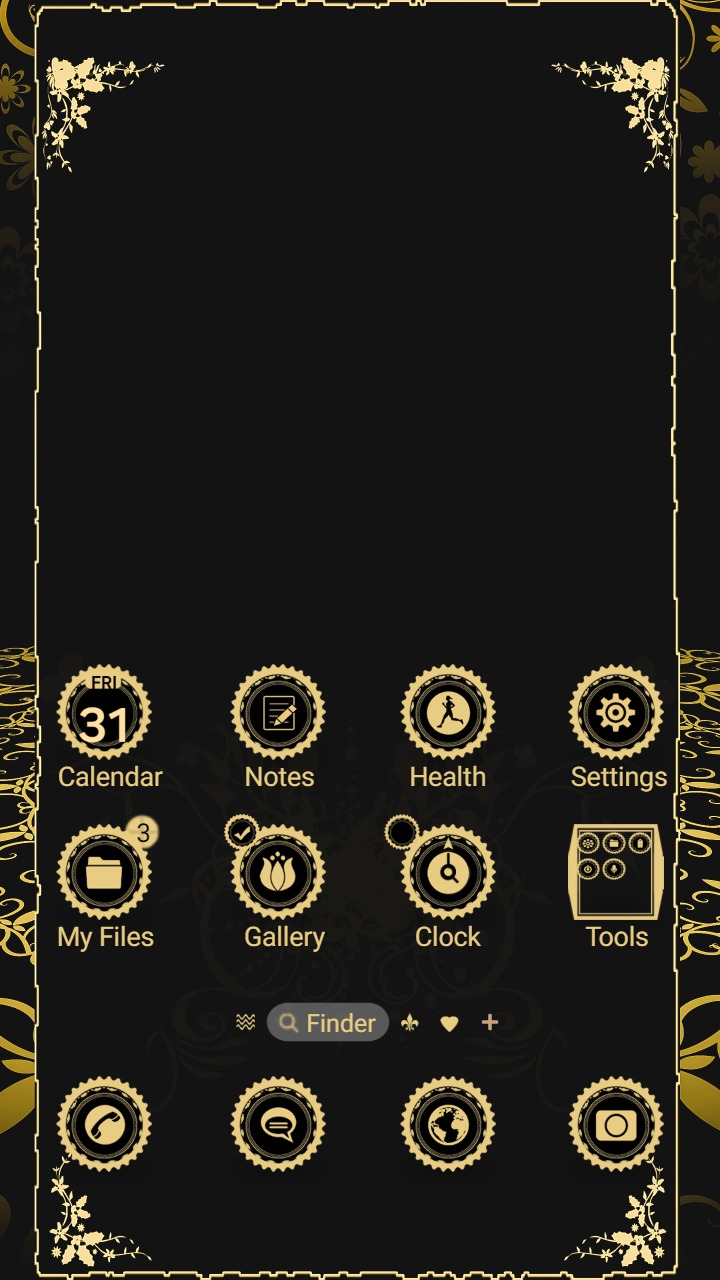 FRI
31
Calendar
Notes
Health
Settings
3
My Files
Gallery
Clock
Tools
Finder